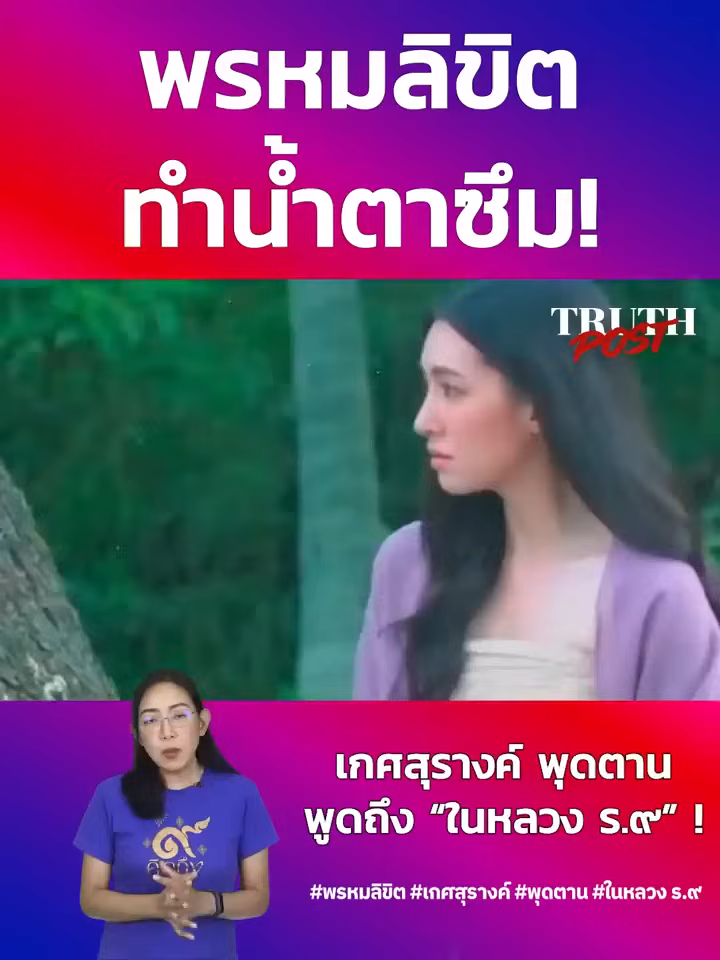 พรหมลิขิต
ทำน้ำตาซึม!
TRUTH
POST
๙
เกศสุรางค์ พุดตาน
พูดถึง “ในหลวง ร.๙” !
#พรหมลิขิต #เกศสุรางค์ #พุดตาน #ในหลวง ร.๙